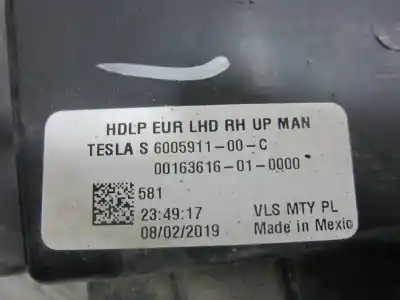 HDLP EUR LHD RH UP MAN
TESLA S 6005911-00-C
00163616-01-0000
581
23:49:17 VLS MTY PL
08/02/2019 Made in Mexico